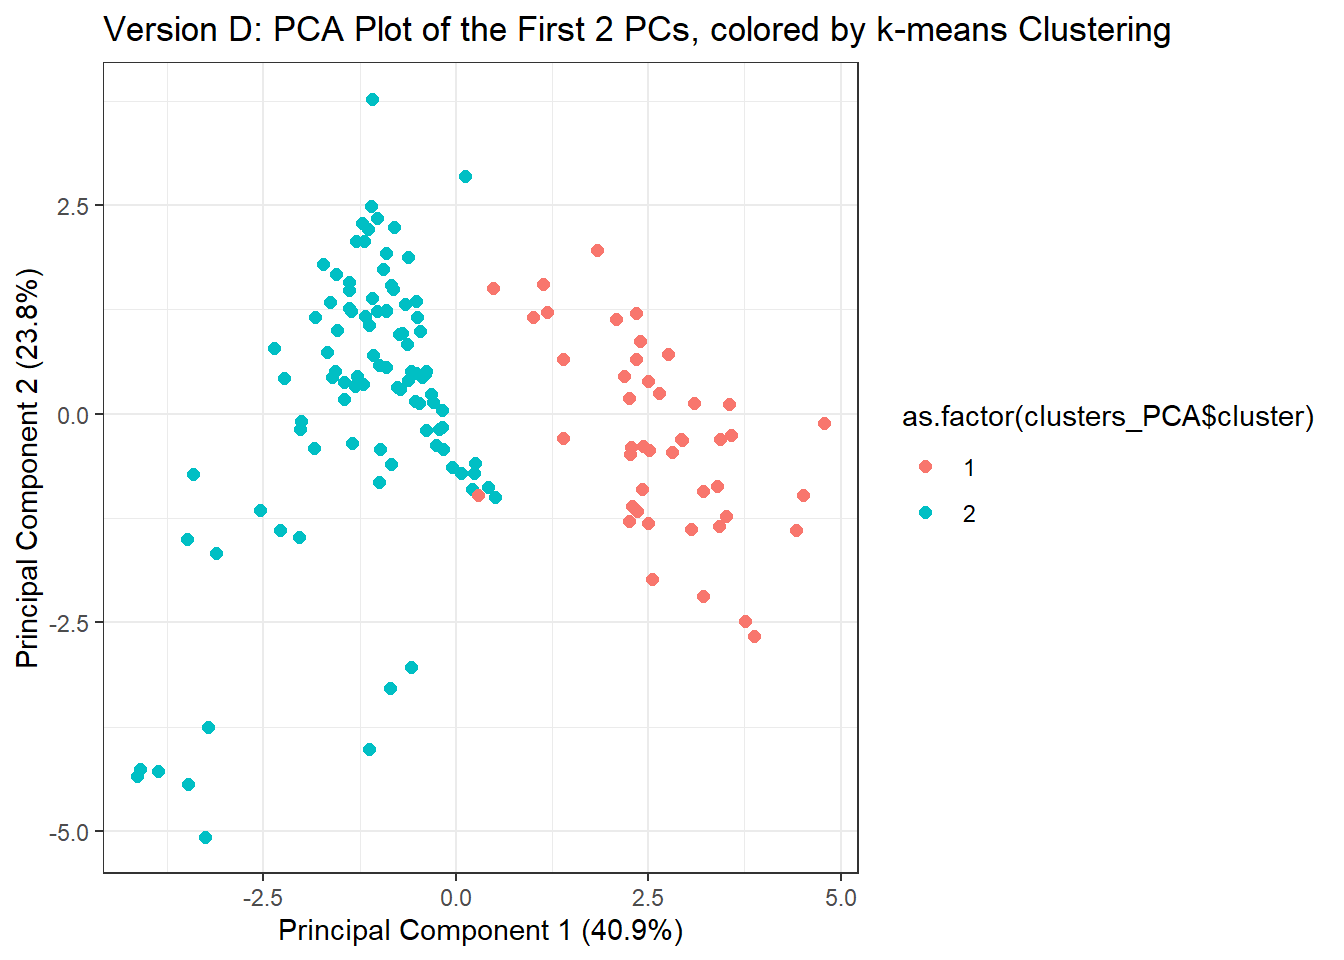 Version D: PCA Plot of the First 2 PCs, colored by k-means Clustering
Principal Component 2 (23.8%)
2.5
0.0
-2.5
-5.0
-2.5
0.0
2.5
5.0
Principal Component 1 (40.9%)
as.factor(clusters_PCA$cluster)
1
2